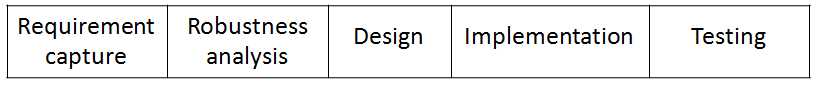 Requirement
capture
Robustness
analysis
Design
Implementation
Testing